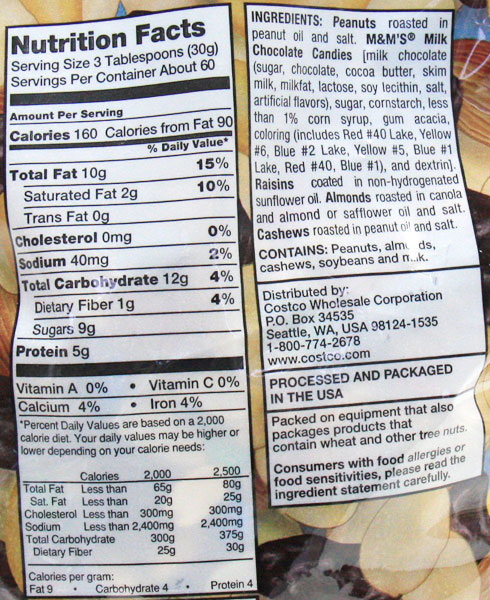 Nutrition Facts
Serving Size 3 Tablespoons (30g)
Servings Per Container About 60
Amount Per Serving
Calories 160 Calories from Fat 90
% Daily Value*
Total Fat 10g 15%
Saturated Fat 2g 10%
Trans Fat 0g
Cholesterol 0mg 0%
Sodium 40mg 2%
Total Carbohydrate 12g 4%
Dietary Fiber 1g 4%
Sugars 9g
Protein 5g
Vitamin A 0% • Vitamin C 0%
Calcium 4% • Iron 4%
*Percent Daily Values are based on a 2,000
calorie diet. Your daily values may be higher or
lower depending on your calorie needs:
Calories 2,000 2,500
Total Fat Less than 65g 80g
Sat. Fat Less than 20g 25g
Cholesterol Less than 300mg 300mg
Sodium Less than 2,400mg 2,400mg
Total Carbohydrate 300g 375g
Dietary Fiber 25g 30g
Calories per gram:
Fat 9 • Carbohydrate 4 • Protein 4
INGREDIENTS: Peanuts roasted in
peanut oil and salt. M&M'S® Milk
Chocolate Candies [milk chocolate
(sugar, chocolate, cocoa butter, skim
milk, milkfat, lactose, soy lecithin, salt,
artificial flavors), sugar, cornstarch, less
than 1% corn syrup, gum acacia,
coloring (includes Red #40 Lake, Yellow
#6, Blue #2 Lake, Yellow #5, Blue #1
Lake, Red #40, Blue #1), and dextrin].
Raisins coated in non-hydrogenated
sunflower oil. Almonds roasted in canola
and almond or safflower oil and salt.
Cashews roasted in peanut oil and salt.
CONTAINS: Peanuts, almonds,
cashews, soybeans and milk.
Distributed by:
Costco Wholesale Corporation
P.O. Box 34535
Seattle, WA, USA 98124-1535
1-800-774-2678
www.costco.com
PROCESSED AND PACKAGED
IN THE USA
Packed on equipment that also
packages products that
contain wheat and other tree nuts.
Consumers with food allergies or
food sensitivities, please read the
ingredient statement carefully.